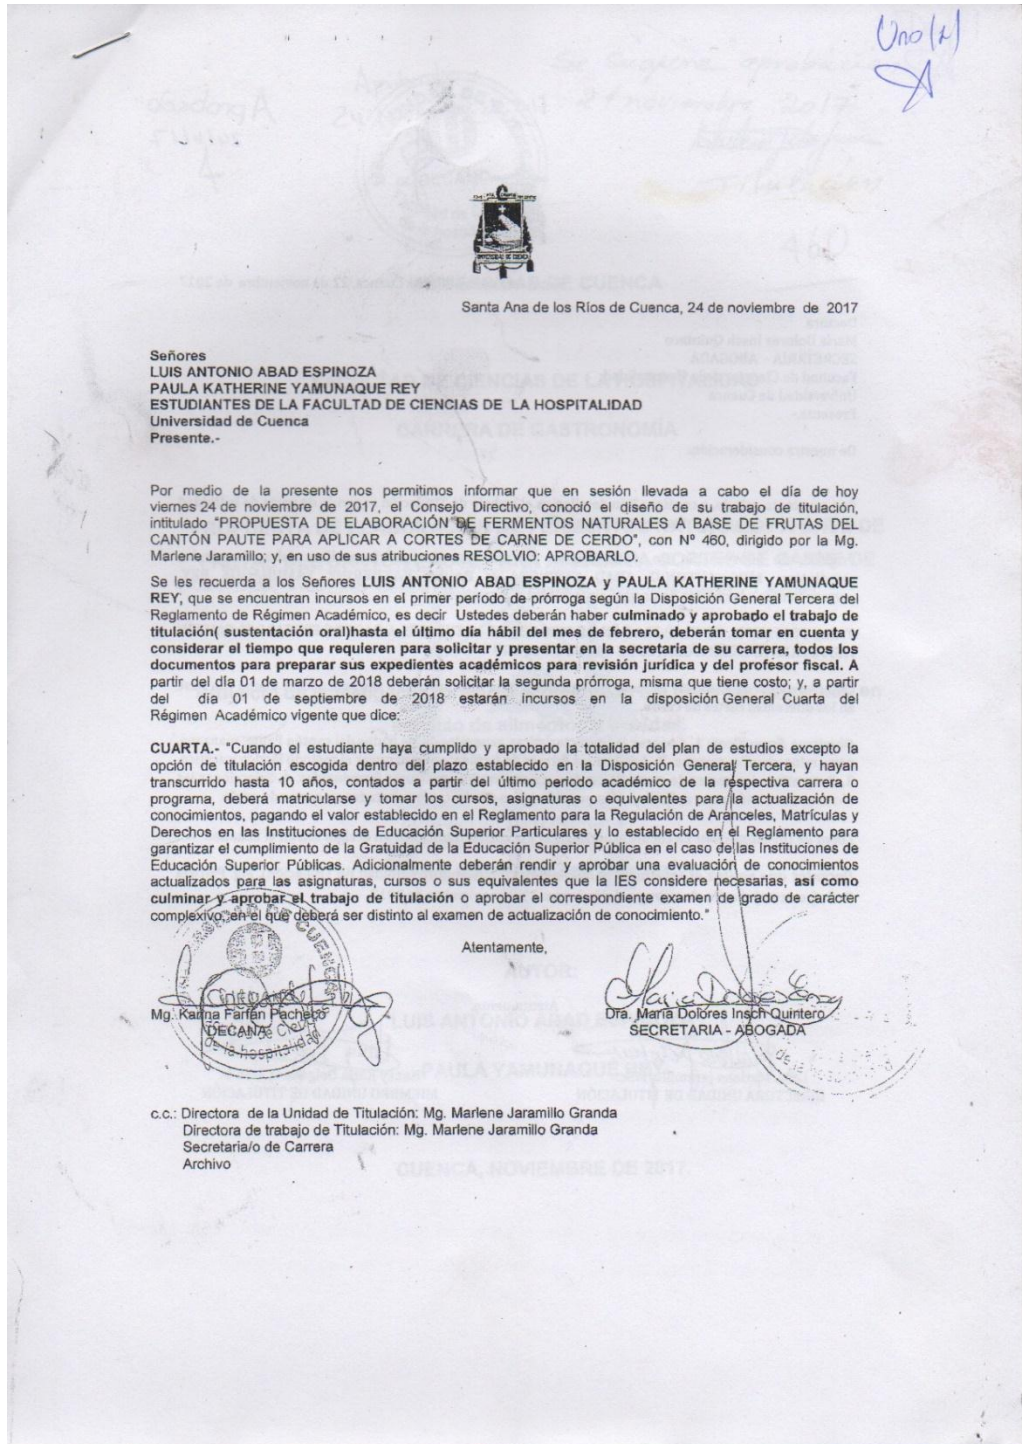 Uno (1)
UNIVERSIDAD DE CUENCA
Santa Ana de los Ríos de Cuenca, 24 de noviembre de 2017
Señores
LUIS ANTONIO ABAD ESPINOZA
PAULA KATHERINE YAMUNAQUE REY
ESTUDIANTES DE LA FACULTAD DE CIENCIAS DE LA HOSPITALIDAD
Universidad de Cuenca
Presente.-
Por medio de la presente nos permitimos informar que en sesión llevada a cabo el día de hoy
viernes 24 de noviembre de 2017, el Consejo Directivo, conoció el diseño de su trabajo de titulación,
intitulado "PROPUESTA DE ELABORACIÓN DE FERMENTOS NATURALES A BASE DE FRUTAS DEL
CANTÓN PAUTE PARA APLICAR A CORTES DE CARNE DE CERDO", con Nº 460, dirigido por la Mg.
Marlene Jaramillo; y, en uso de sus atribuciones RESOLVIO: APROBARLO.
Se les recuerda a los Señores LUIS ANTONIO ABAD ESPINOZA y PAULA KATHERINE YAMUNAQUE
REY, que se encuentran incursos en el primer período de prórroga según la Disposición General Tercera del
Reglamento de Régimen Académico, es decir Ustedes deberán haber culminado y aprobado el trabajo de
titulación( sustentación oral)hasta el último día hábil del mes de febrero, deberán tomar en cuenta y
considerar el tiempo que requieren para solicitar y presentar en la secretaria de su carrera, todos los
documentos para preparar sus expedientes académicos para revisión jurídica y del profesor fiscal. A
partir del día 01 de marzo de 2018 deberán solicitar la segunda prórroga, misma que tiene costo; y, a partir
del día 01 de septiembre de 2018 estarán incursos en la disposición General Cuarta del
Régimen Académico vigente que dice:
CUARTA.- "Cuando el estudiante haya cumplido y aprobado la totalidad del plan de estudios excepto la
opción de titulación escogida dentro del plazo establecido en la Disposición General Tercera, y hayan
transcurrido hasta 10 años, contados a partir del último período académico de la respectiva carrera o
programa, deberá matricularse y tomar los cursos, asignaturas o equivalentes para la actualización de
conocimientos, pagando el valor establecido en el Reglamento para la Regulación de Aranceles, Matrículas y
Derechos en las Instituciones de Educación Superior Particulares y lo establecido en el Reglamento para
garantizar el cumplimiento de la Gratuidad de la Educación Superior Pública en el caso de las Instituciones de
Educación Superior Públicas. Adicionalmente deberán rendir y aprobar una evaluación de conocimientos
actualizados para las asignaturas, cursos o sus equivalentes que la IES considere necesarias, así como
culminar y aprobar el trabajo de titulación o aprobar el correspondiente examen de grado de carácter
complexivo, en el que deberá ser distinto al examen de actualización de conocimiento."
Atentamente,
Mg. Karina Farfán Pacheco
DECANA
Dra. María Dolores Insch Quintero
SECRETARIA - ABOGADA
de la hospitalidad
c.c.: Directora de la Unidad de Titulación: Mg. Marlene Jaramillo Granda
Directora de trabajo de Titulación: Mg. Marlene Jaramillo Granda
Secretaria/o de Carrera
Archivo